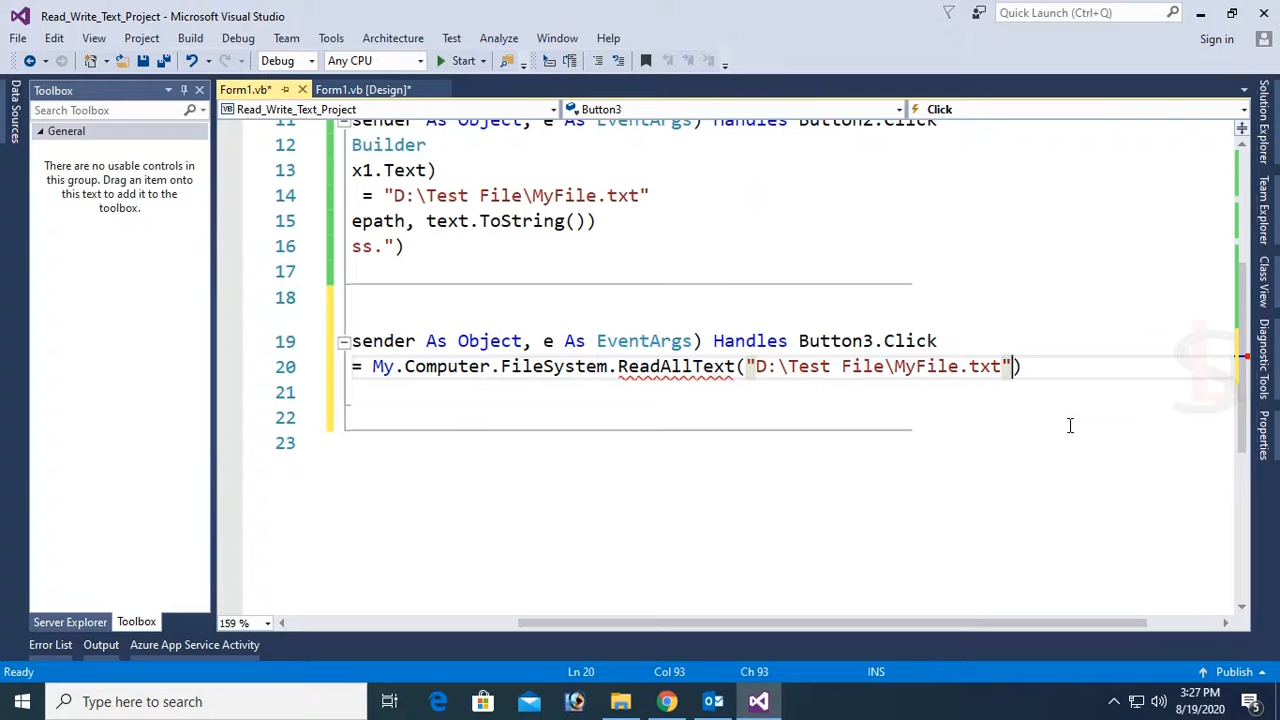 Read_Write_Text_Project - Microsoft Visual Studio
Quick Launch (Ctrl+Q)
File Edit View Project Build Debug Team Tools Architecture Test Analyze Window Help
Sign in
Debug Any CPU Start
Data Sources
Toolbox
Form1.vb* Form1.vb [Design]*
Search Toolbox
Read_Write_Text_Project Button3 Click
General
There are no usable controls in
this group. Drag an item onto
this text to add it to the
toolbox.
11 sender As Object, e As EventArgs) Handles Button2.Click
12 Builder
13 x1.Text)
14 = "D:\Test File\MyFile.txt"
15 epath, text.ToString())
16 ss.")
17
18
19 sender As Object, e As EventArgs) Handles Button3.Click
20 = My.Computer.FileSystem.ReadAllText("D:\Test File\MyFile.txt")
21
22
23
Solution Explorer
Team Explorer
Class View
Diagnostic Tools
Properties
Server Explorer Toolbox
159 %
Error List Output Azure App Service Activity
Ready Ln 20 Col 93 Ch 93 INS Publish
Type here to search
3:27 PM
8/19/2020
5